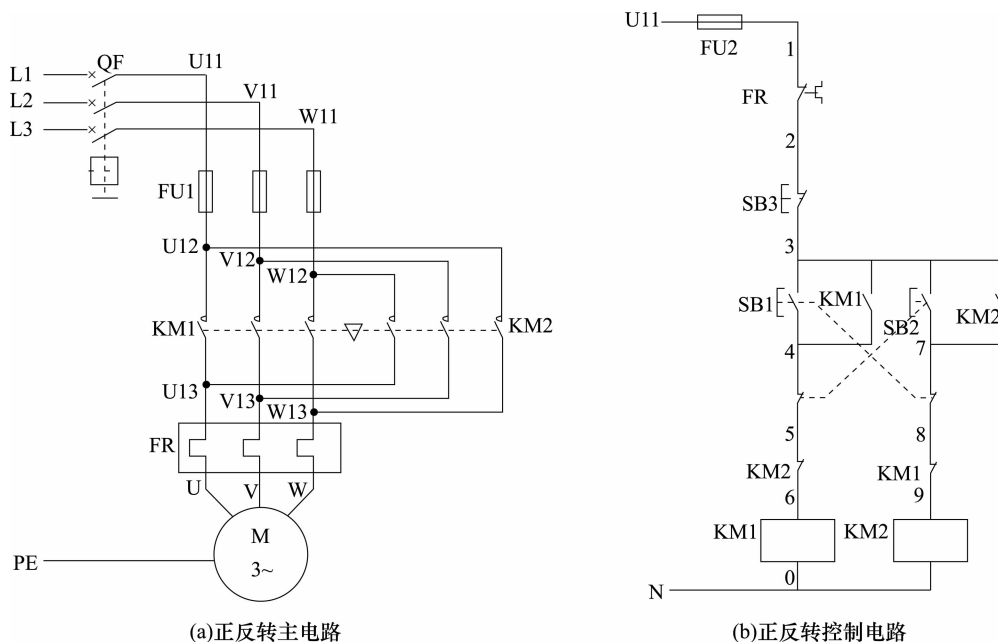 L1
QF
U11
L2
V11
L3
W11
FU1
U12
V12
W12
KM1
KM2
U13
V13
W13
FR
U
V
W
M
3~
PE
(a)正反转主电路
U11
FU2
1
FR
2
SB3
3
SB1
KM1
SB2
KM2
4
7
5
8
KM2
KM1
6
9
KM1
KM2
0
N
(b)正反转控制电路